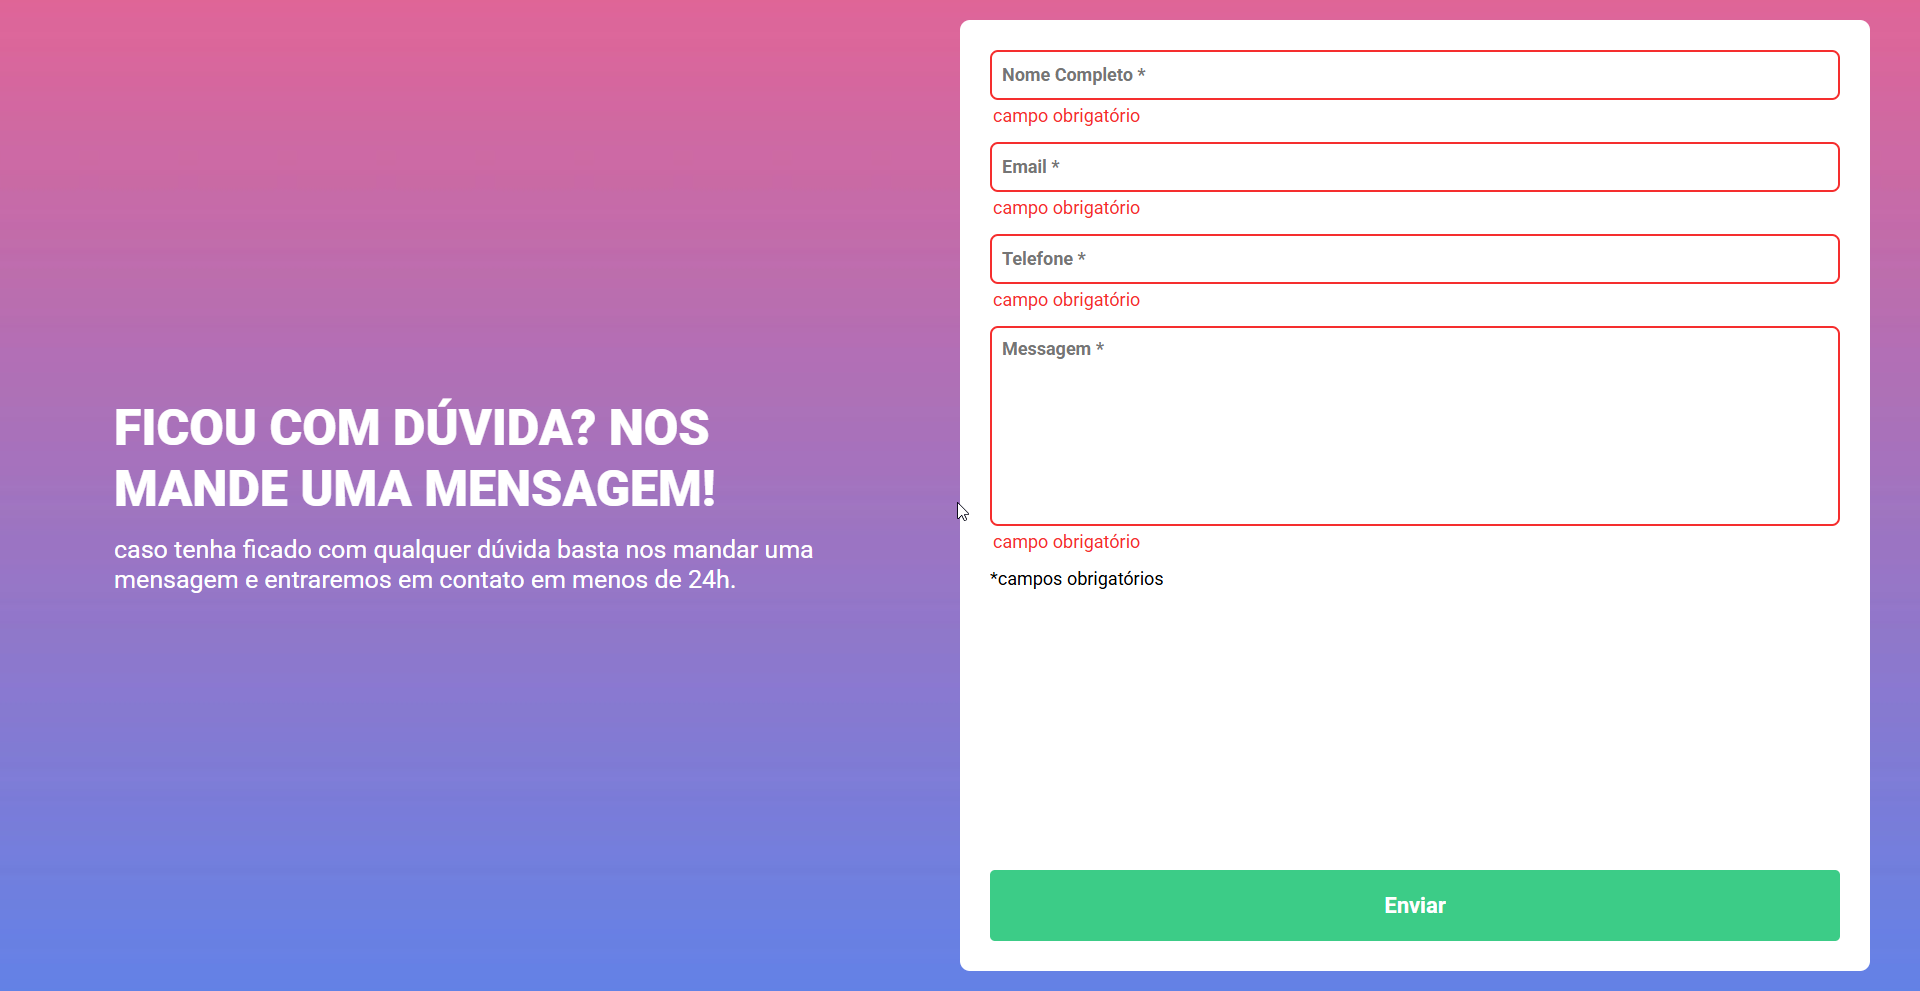 FICOU COM DÚVIDA? NOS
MANDE UMA MENSAGEM!
caso tenha ficado com qualquer dúvida basta nos mandar uma
mensagem e entraremos em contato em menos de 24h.
Nome Completo *
campo obrigatório
Email *
campo obrigatório
Telefone *
campo obrigatório
Messagem *
campo obrigatório
*campos obrigatórios
Enviar